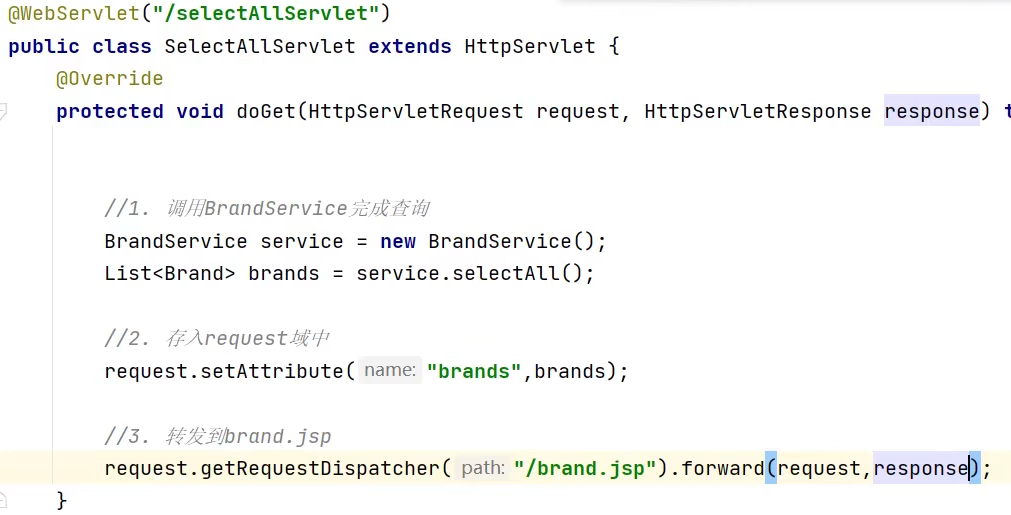 @WebServlet("/selectAllServlet")
public class SelectAllServlet extends HttpServlet {
@Override
protected void doGet(HttpServletRequest request, HttpServletResponse response) t
//1. 调用BrandService完成查询
BrandService service = new BrandService();
List<Brand> brands = service.selectAll();
//2. 存入request域中
request.setAttribute( name: "brands",brands);
//3. 转发到brand.jsp
request.getRequestDispatcher( path: "/brand.jsp").forward(request,response);
}